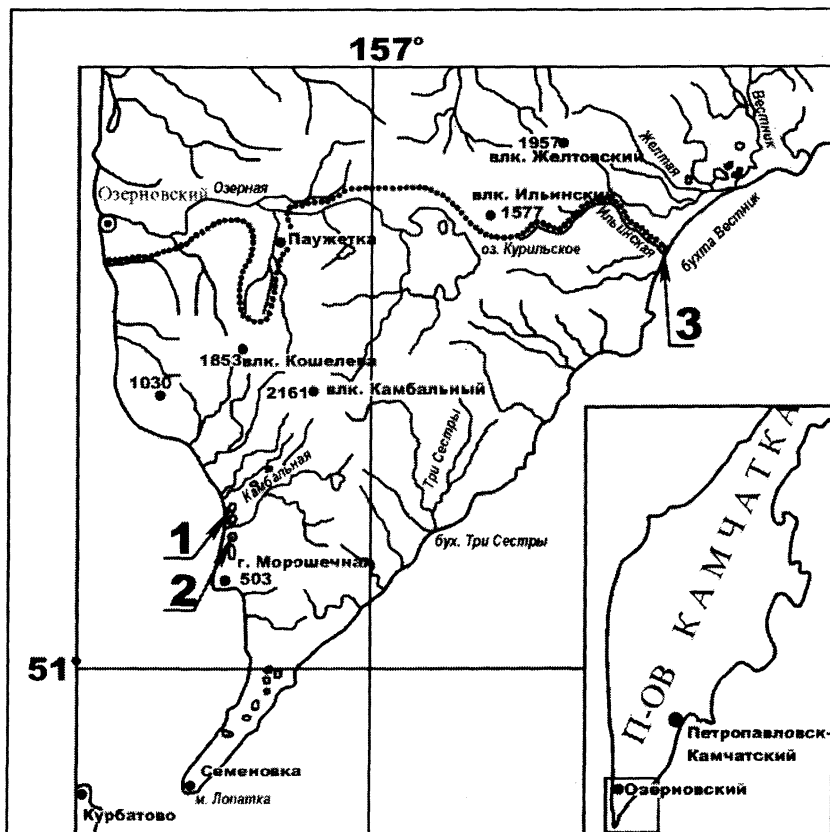 157°
Вестник
1957
влк. Желтовский
Желтая
Озерновский
Озерная
влк. Ильинский
1577
Ильинская
бухта Вестник
Паужетка
оз. Курильское
3
1853 влк. Кошелева
1030
2161
влк. Камбальный
Три Сестры
Камбальная
1
бух. Три Сестры
г. Морошечная
2
503
51°
П-ОВ КАМЧАТКА
Петропавловск-
Камчатский
Озерновский
Семеновка
м. Лопатка
Курбатово